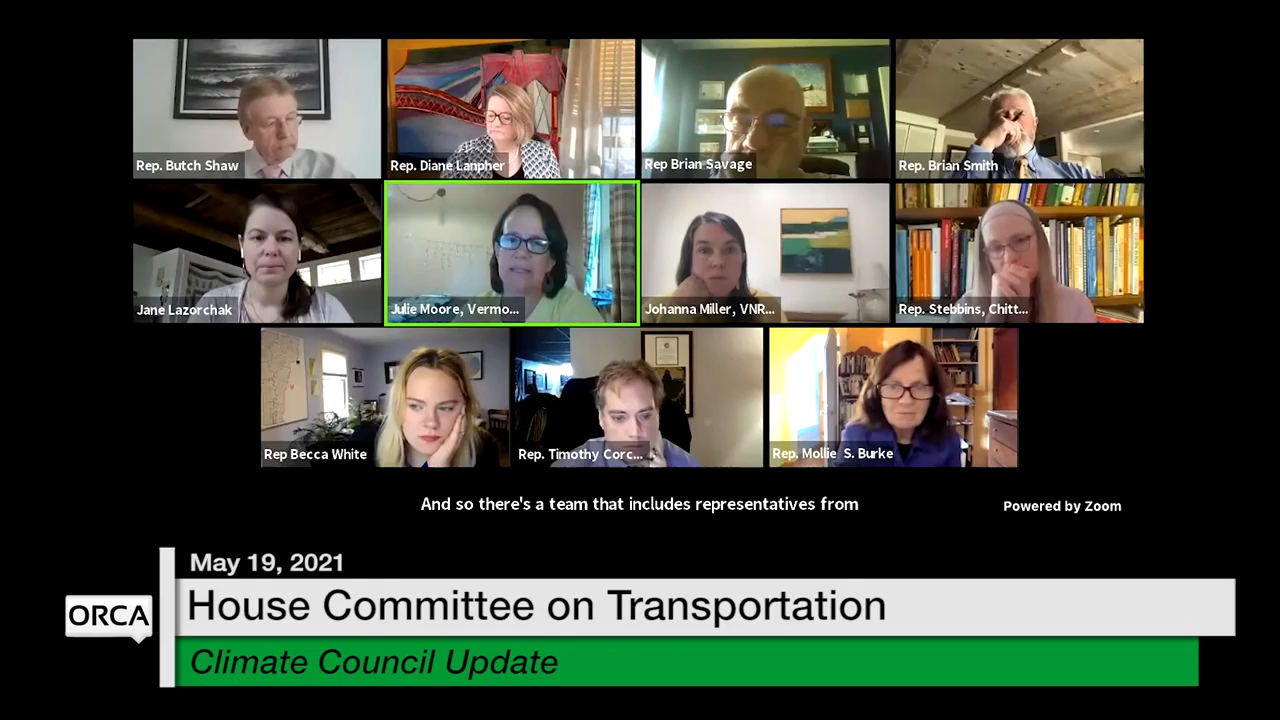 Rep. Butch Shaw
Rep. Diane Lanpher
Rep Brian Savage
Rep. Brian Smith
Jane Lazorchak
Julie Moore, Vermo...
Johanna Miller, VNR...
Rep. Stebbins, Chitt...
Rep Becca White
Rep. Timothy Corc...
Rep. Mollie S. Burke
And so there's a team that includes representatives from
Powered by Zoom
May 19, 2021
ORCA
House Committee on Transportation
Climate Council Update